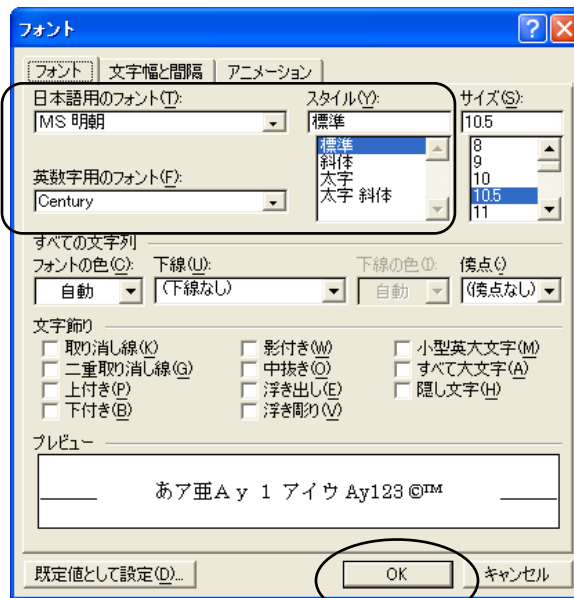 フォント
フォント 文字幅と間隔 アニメーション
日本語用のフォント(T): スタイル(Y): サイズ(S):
MS 明朝 標準 10.5
標準 8
斜体 9
英数字用のフォント(F): 太字 10
Century 太字 斜体 10.5
11
すべての文字列
フォントの色(C): 下線(U): 下線の色(I): 傍点(·)
自動 (下線なし) 自動 (傍点なし)
文字飾り
取り消し線(K) 影付き(W) 小型英大文字(M)
二重取り消し線(G) 中抜き(O) すべて大文字(A)
上付き(P) 浮き出し(E) 隠し文字(H)
下付き(B) 浮き彫り(V)
プレビュー
あア亜Ay 1 アイウ Ay123 ©™
既定値として設定(D)... OK キャンセル